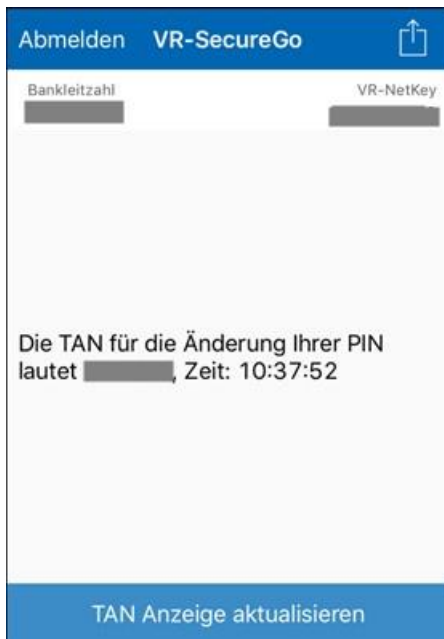 Abmelden VR-SecureGo
Bankleitzahl VR-NetKey
Die TAN für die Änderung Ihrer PIN
lautet , Zeit: 10:37:52
TAN Anzeige aktualisieren